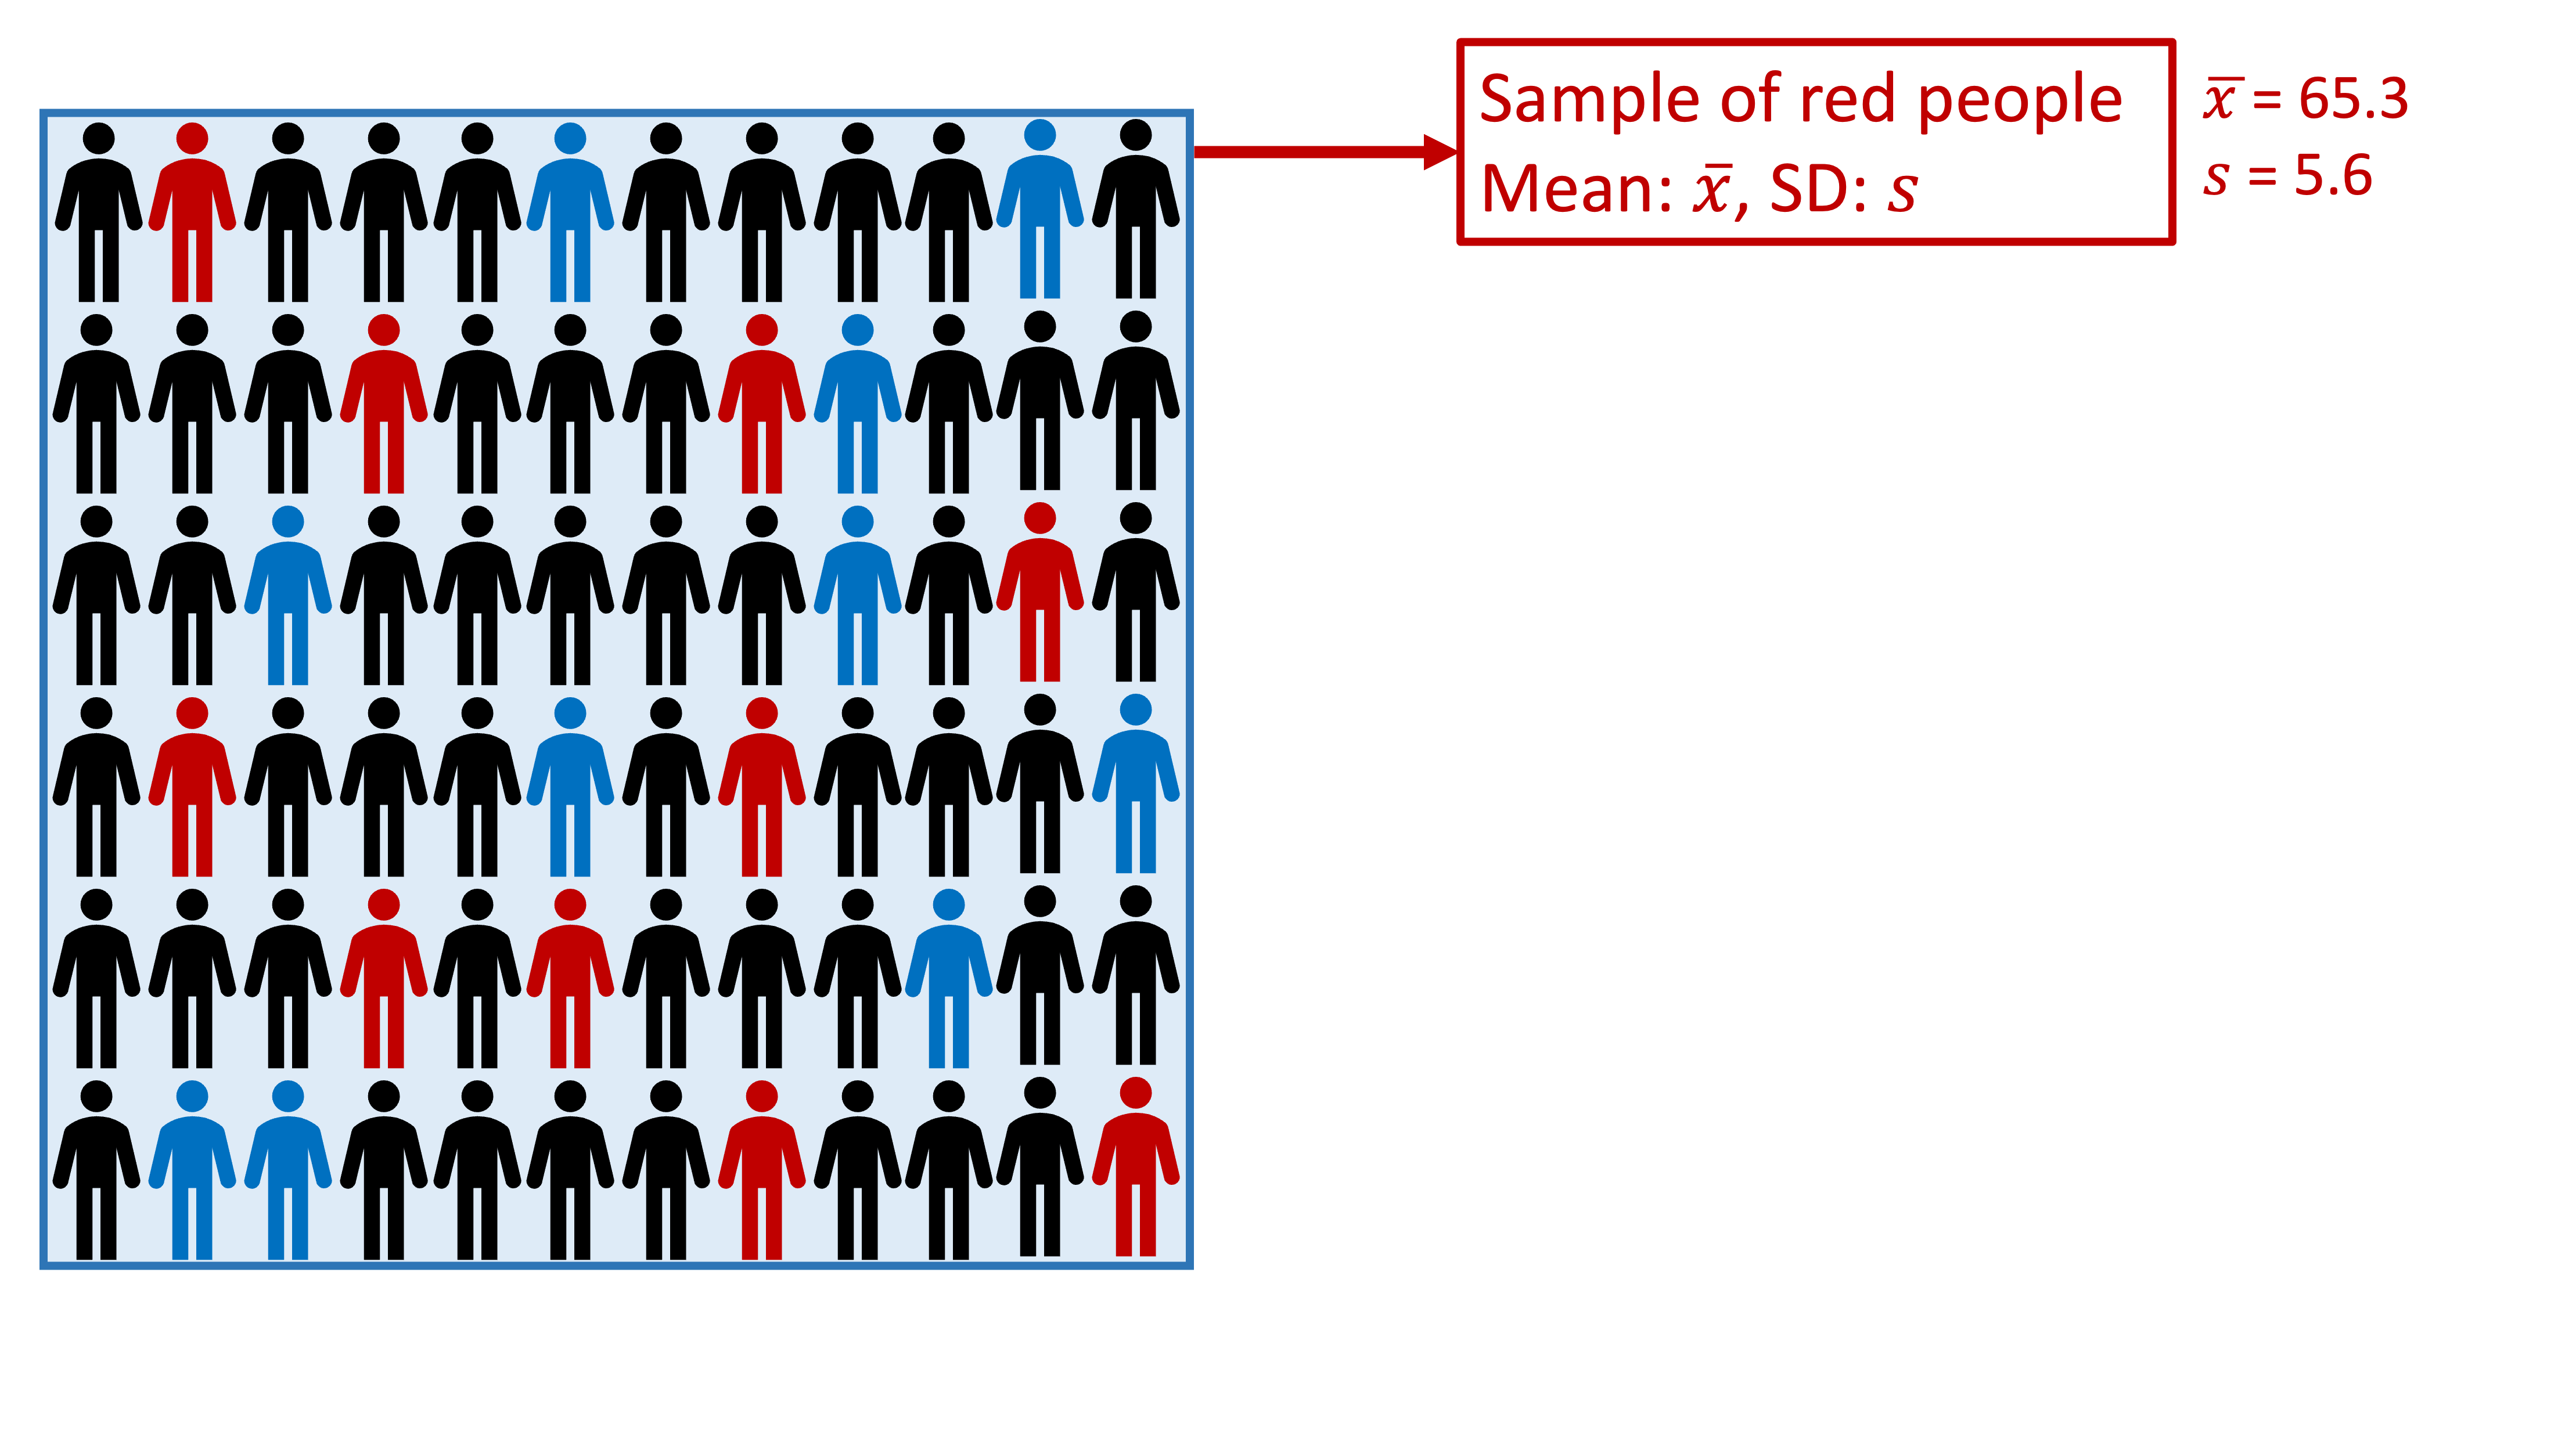 Sample of red people
Mean: x̄, SD: s
x̄ = 65.3
s = 5.6